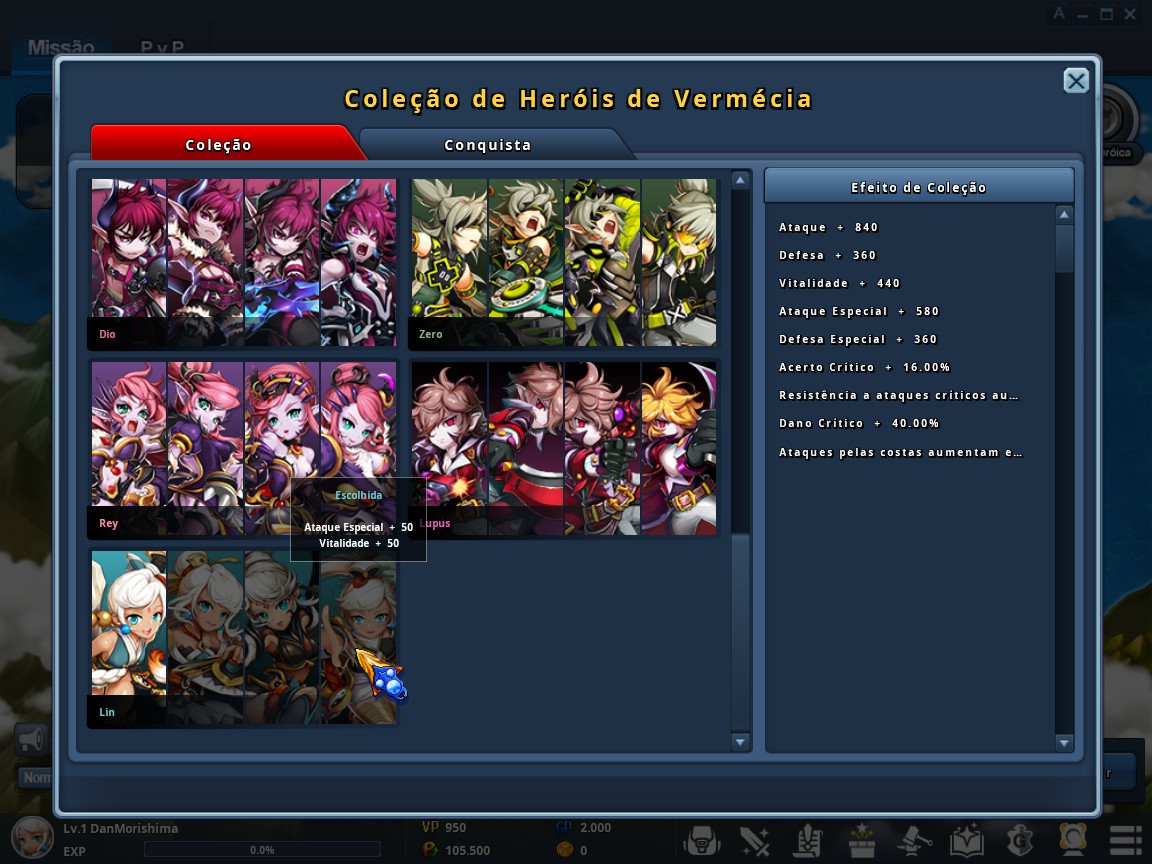 A
Missão
PvP
Coleção de Heróis de Vermécia
Coleção
Conquista
Efeito de Coleção
Ataque + 840
Defesa + 360
Vitalidade + 440
Ataque Especial + 580
Defesa Especial + 360
Acerto Crítico + 16.00%
Resistência a ataques críticos au...
Dano Crítico + 40.00%
Ataques pelas costas aumentam e...
Dio
Zero
Rey
Lupus
Escolhida
Ataque Especial + 50
Vitalidade + 50
Lin
róica
Norm
r
Lv.1 DanMorishima
EXP
0.0%
VP 950
GP 2.000
105.500
0